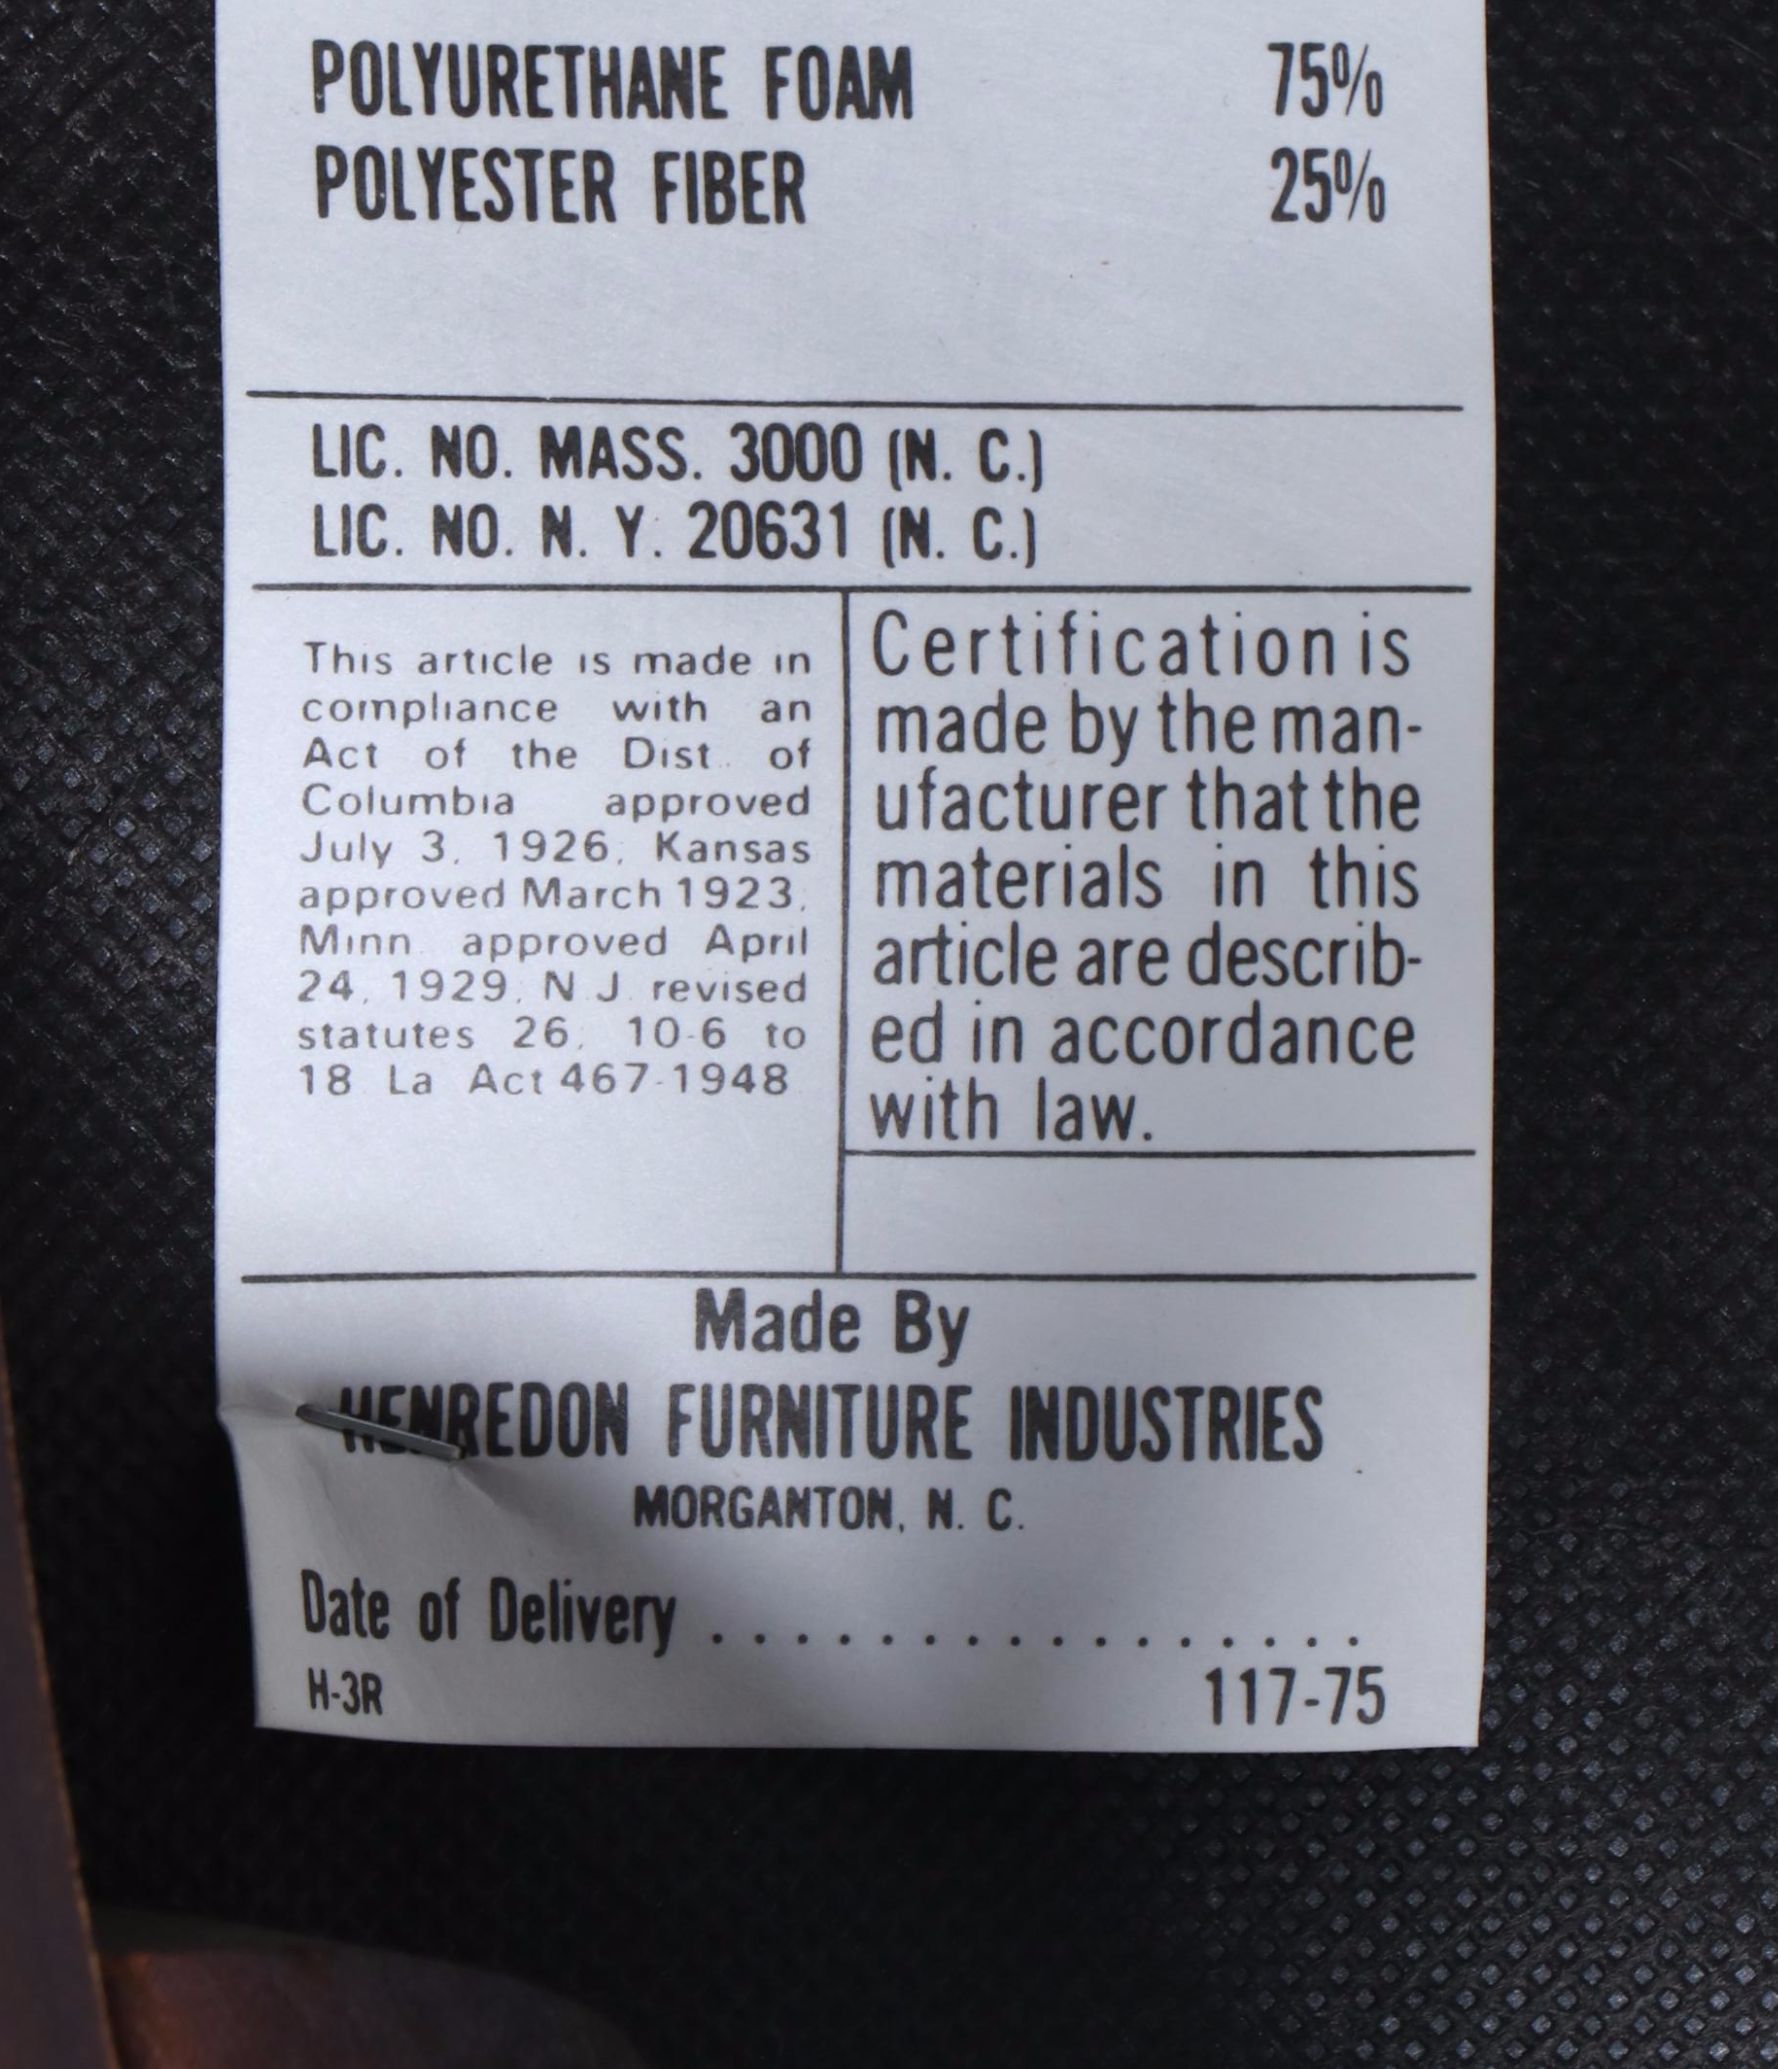 POLYURETHANE FOAM 75%
POLYESTER FIBER 25%
LIC. NO. MASS. 3000 (N. C.)
LIC. NO. N. Y. 20631 (N. C.)
This article is made in
compliance with an
Act of the Dist. of
Columbia approved
July 3, 1926, Kansas
approved March 1923,
Minn. approved April
24, 1929, N.J. revised
statutes 26, 10-6 to
18 La Act 467-1948
Certification is
made by the man-
ufacturer that the
materials in this
article are describ-
ed in accordance
with law.
Made By
HENREDON FURNITURE INDUSTRIES
MORGANTON, N. C.
Date of Delivery . . . . . . . . . . . . . . . .
H-3R 117-75